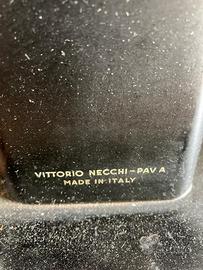 VITTORIO NECCHI – PAV A
MADE IN ITALY